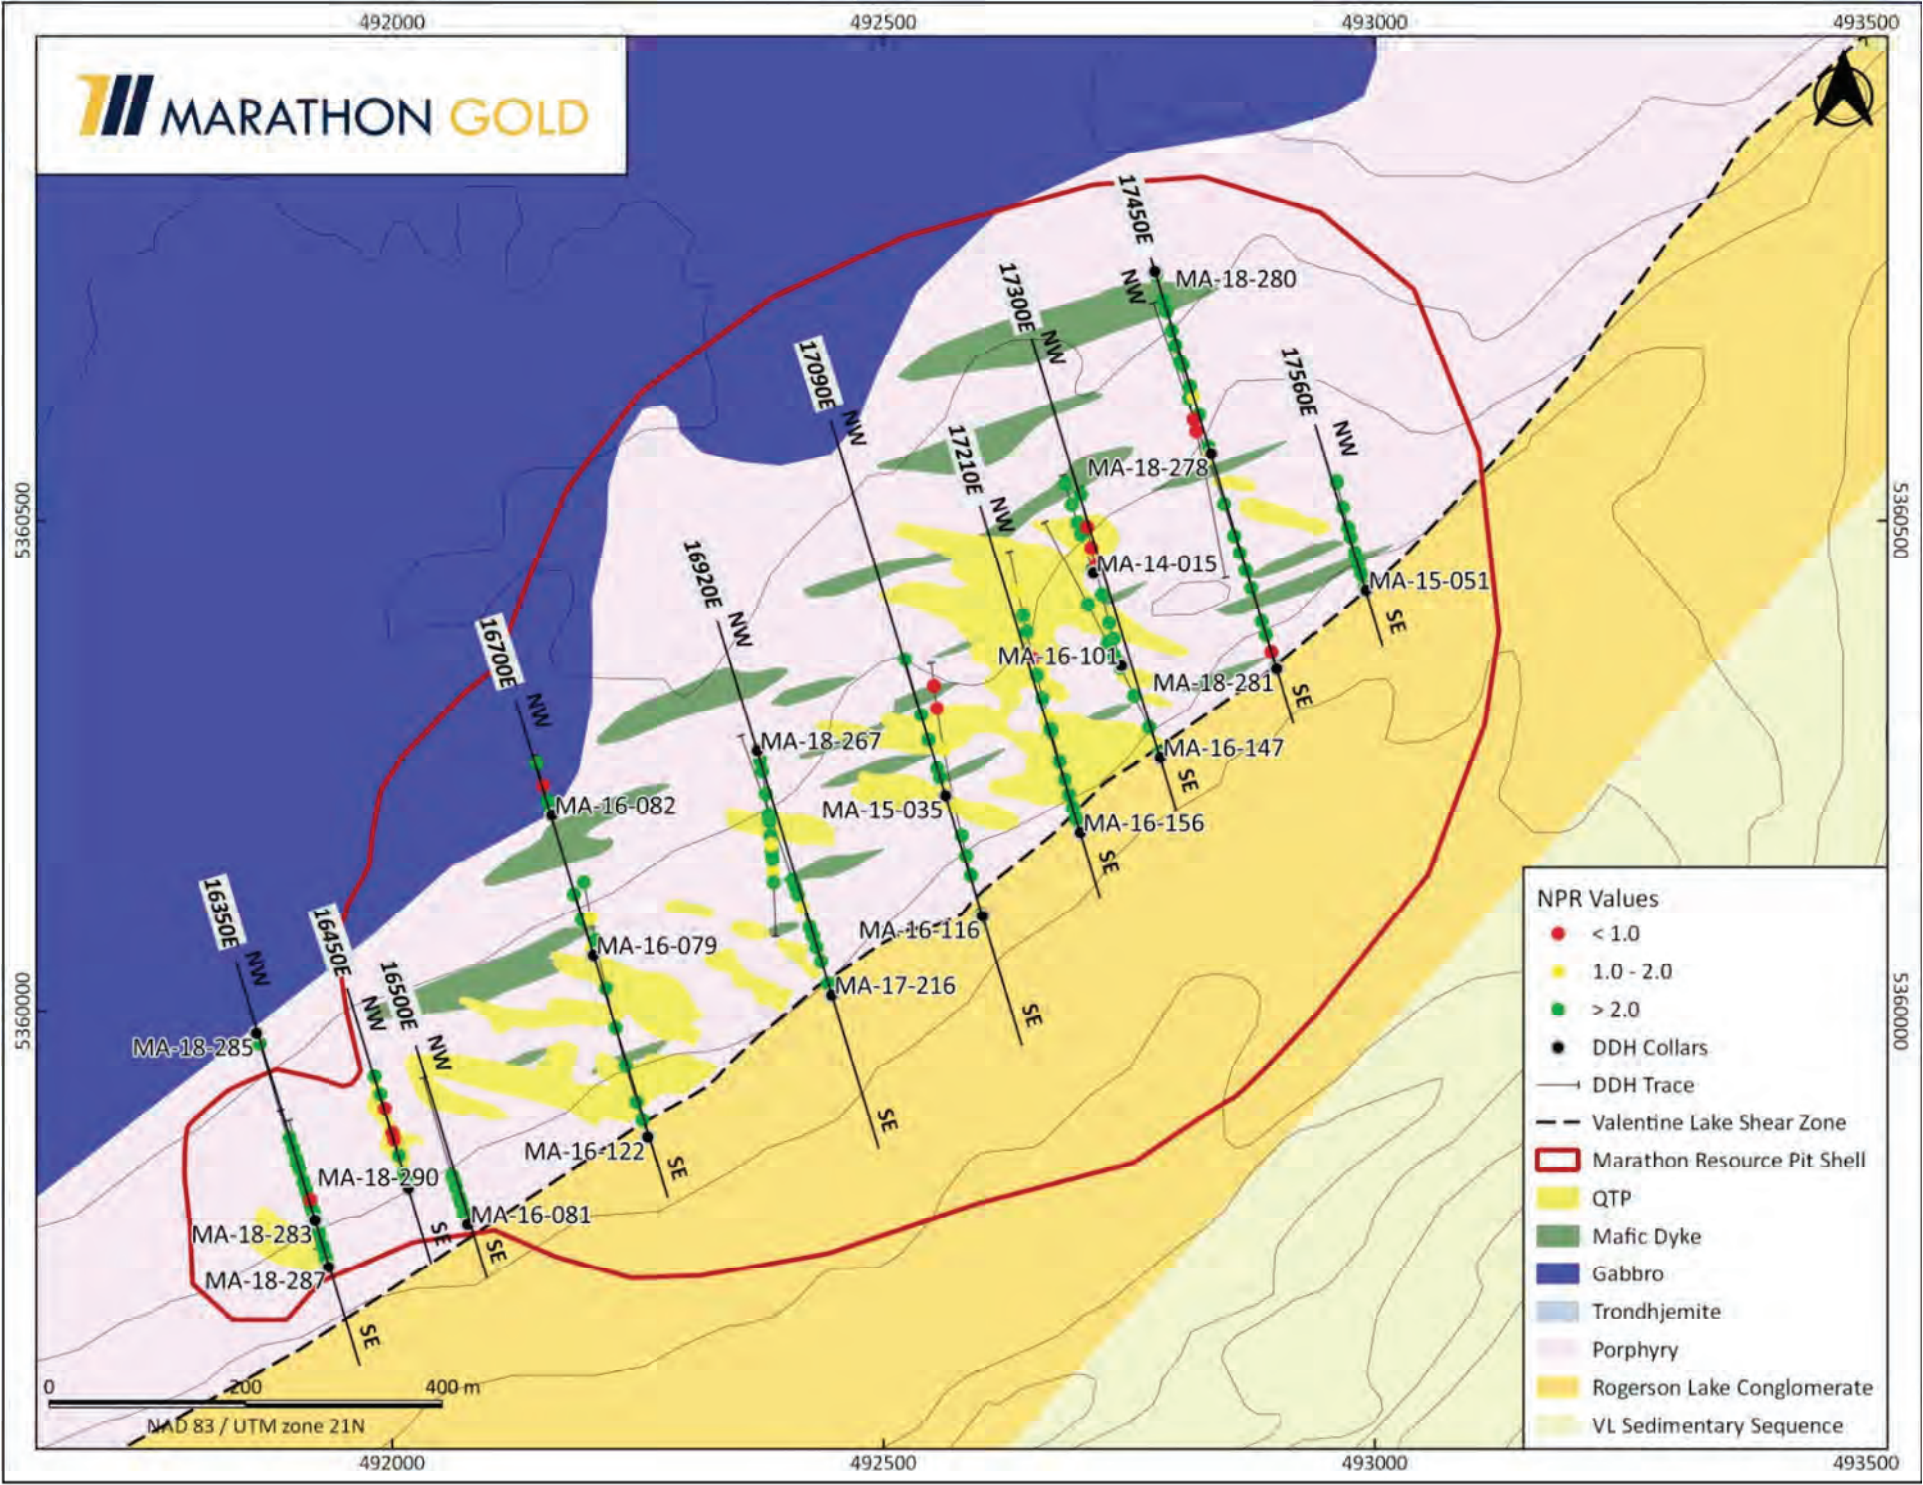 492000
492500
493000
493500
MARATHON GOLD
17450E
NW
MA-18-280
17300E
NW
17090E
NW
17560E
NW
17210E
NW
MA-18-278
5360500
5360500
MA-14-015
MA-15-051
SE
16920E
NW
16700E
NW
MA-16-101
MA-18-281
SE
MA-18-267
MA-16-147
SE
MA-16-082
MA-15-035
MA-16-156
SE
16350E
NW
16450E
NW
16500E
NW
MA-16-079
MA-16-116
SE
MA-17-216
SE
5360000
5360000
MA-18-285
MA-16-122
SE
MA-18-290
SE
MA-16-081
SE
MA-18-283
MA-18-287
SE
0 200 400 m
NAD 83 / UTM zone 21N
NPR Values
< 1.0
1.0 - 2.0
> 2.0
DDH Collars
DDH Trace
Valentine Lake Shear Zone
Marathon Resource Pit Shell
QTP
Mafic Dyke
Gabbro
Trondhjemite
Porphyry
Rogerson Lake Conglomerate
VL Sedimentary Sequence
492000
492500
493000
493500